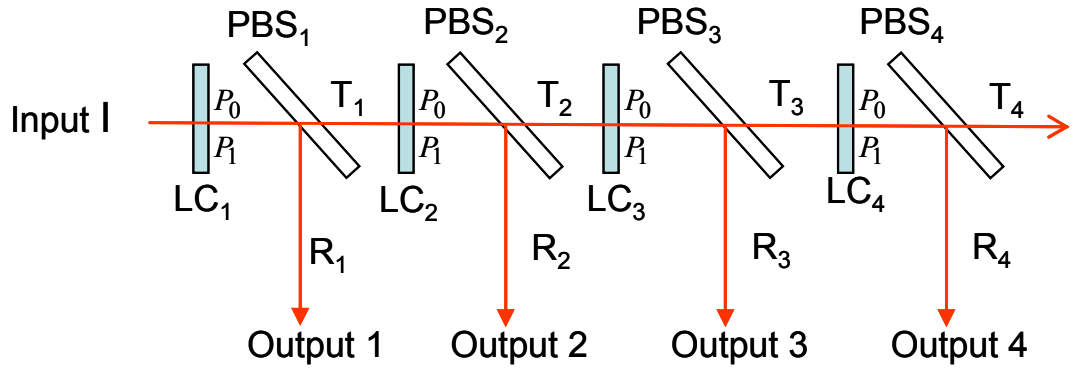 PBS₁ PBS₂ PBS₃ PBS₄
Input I P₀ T₁ P₀ T₂ P₀ T₃ P₀ T₄
P₁ P₁ P₁ P₁
LC₁ LC₂ LC₃ LC₄
R₁ R₂ R₃ R₄
Output 1 Output 2 Output 3 Output 4